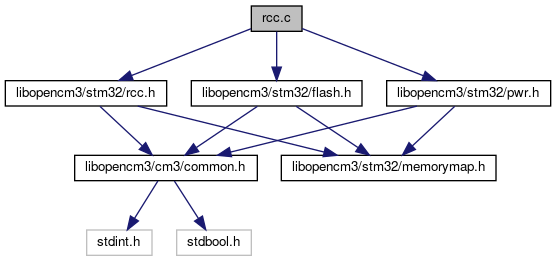 rcc.c
libopencm3/stm32/rcc.h
libopencm3/stm32/flash.h
libopencm3/stm32/pwr.h
libopencm3/cm3/common.h
libopencm3/stm32/memorymap.h
stdint.h
stdbool.h